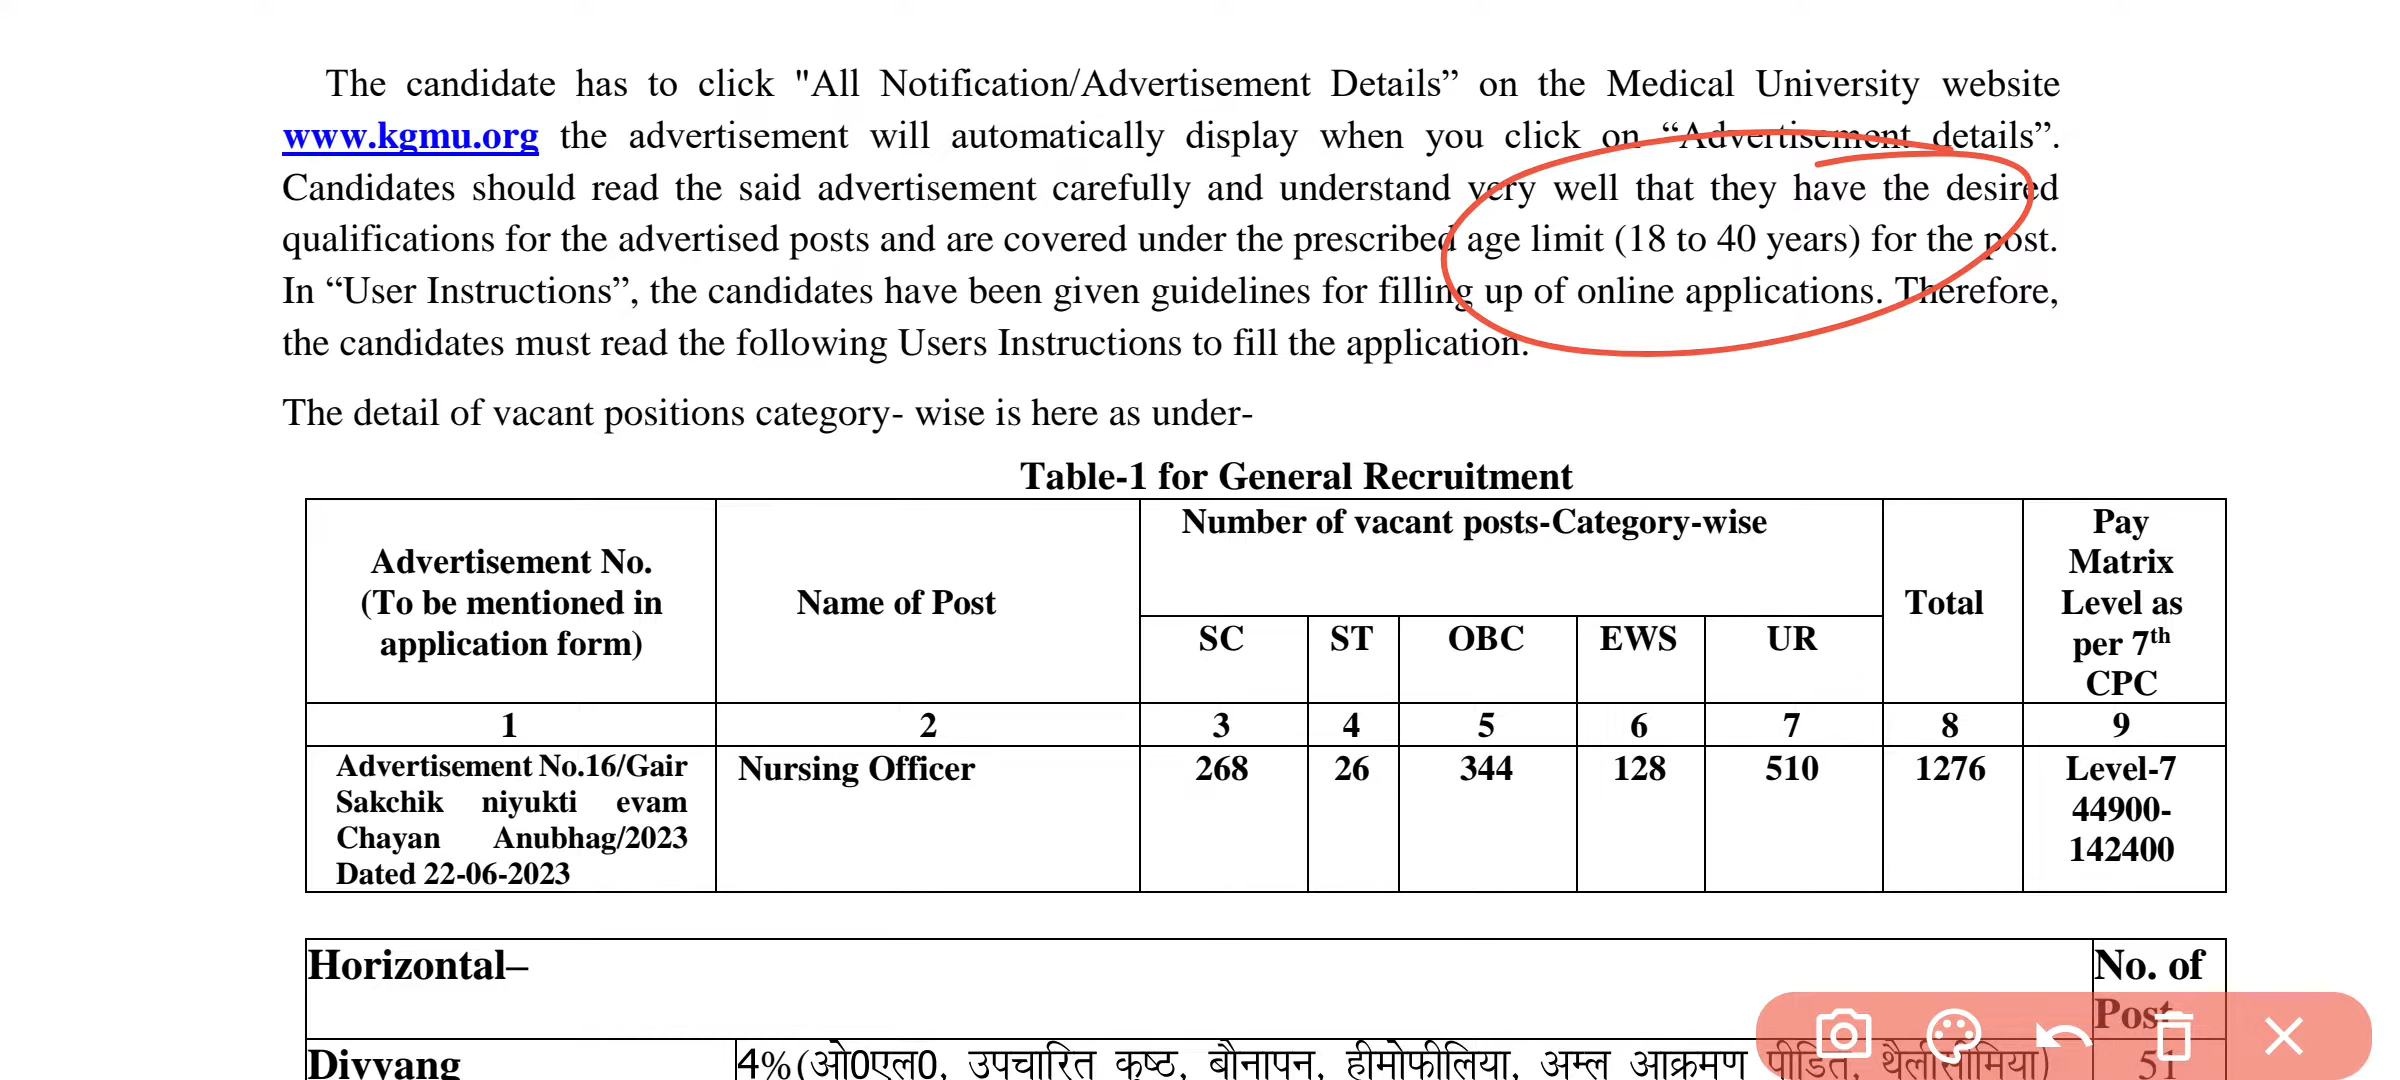 The candidate has to click "All Notification/Advertisement Details” on the Medical University website
www.kgmu.org the advertisement will automatically display when you click on “Advertisement details”.
Candidates should read the said advertisement carefully and understand very well that they have the desired
qualifications for the advertised posts and are covered under the prescribed age limit (18 to 40 years) for the post.
In “User Instructions”, the candidates have been given guidelines for filling up of online applications. Therefore,
the candidates must read the following Users Instructions to fill the application.
The detail of vacant positions category- wise is here as under-
Table-1 for General Recruitment
Advertisement No.
(To be mentioned in
application form)
Name of Post
Number of vacant posts-Category-wise
SC ST OBC EWS UR
Total
Pay
Matrix
Level as
per 7th
CPC
1 2 3 4 5 6 7 8 9
Advertisement No.16/Gair
Sakchik niyukti evam
Chayan Anubhag/2023
Dated 22-06-2023
Nursing Officer
268 26 344 128 510 1276
Level-7
44900-
142400
Horizontal–
No. of
Post
Divyang
4%(ओ0एल0, उपचारित कुष्ठ, बौनापन, हीमोफीलिया, अम्ल आक्रमण पीडित, थैलीसीमिया)
51